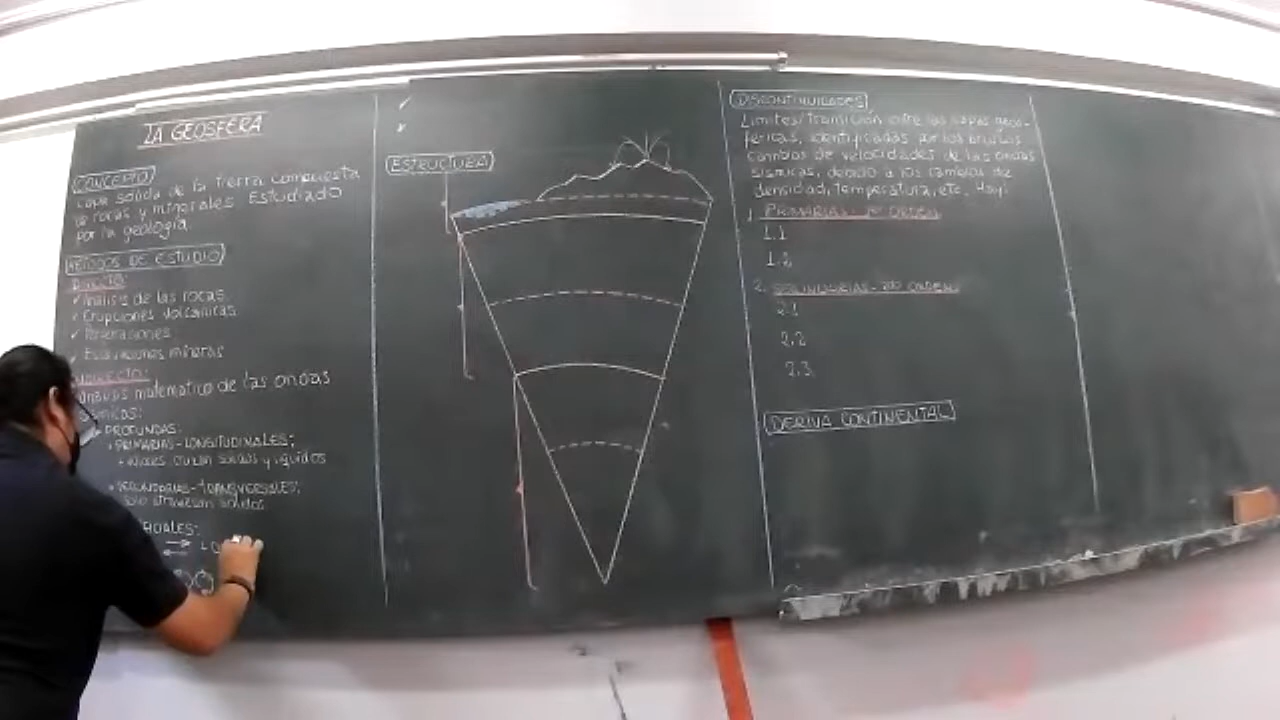 LA GEOSFERA
CONCEPTO
Capa sólida de la tierra compuesta
de rocas y minerales. Estudiado
por la geología.
METODOS DE ESTUDIO
DIRECTO:
✓ Análisis de las rocas.
✓ Erupciones volcánicas
✓ Perforaciones
✓ Excavaciones mineras
INDIRECTO:
Análisis matemático de las ondas
sísmicas:
PROFUNDAS:
• PRIMARIAS-LONGITUDINALES:
cruzan sólidos y líquidos
• SECUNDARIAS-TRANSVERSALES:
solo atraviesan sólidos
ESTRUCTURA
DISCONTINUIDADES
Límites/Transición entre las capas geos-
féricas, identificadas por los bruscos
cambios de velocidades de las ondas
sísmicas, debido a los cambios de
densidad, temperatura, etc. Hay:
1. PRIMARIAS - 1er ORDEN
1.1
1.2
2. SECUNDARIAS - 2do ORDEN
2.1
2.2
2.3
DERIVA CONTINENTAL